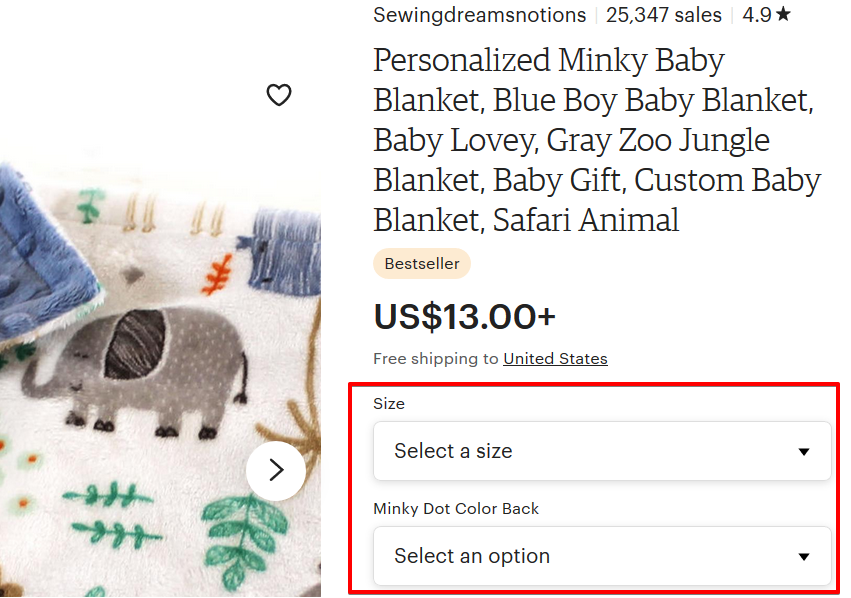 Sewingdreamsnotions | 25,347 sales | 4.9★
Personalized Minky Baby
Blanket, Blue Boy Baby Blanket,
Baby Lovey, Gray Zoo Jungle
Blanket, Baby Gift, Custom Baby
Blanket, Safari Animal
Bestseller
US$13.00+
Free shipping to United States
Size
Select a size
Minky Dot Color Back
Select an option